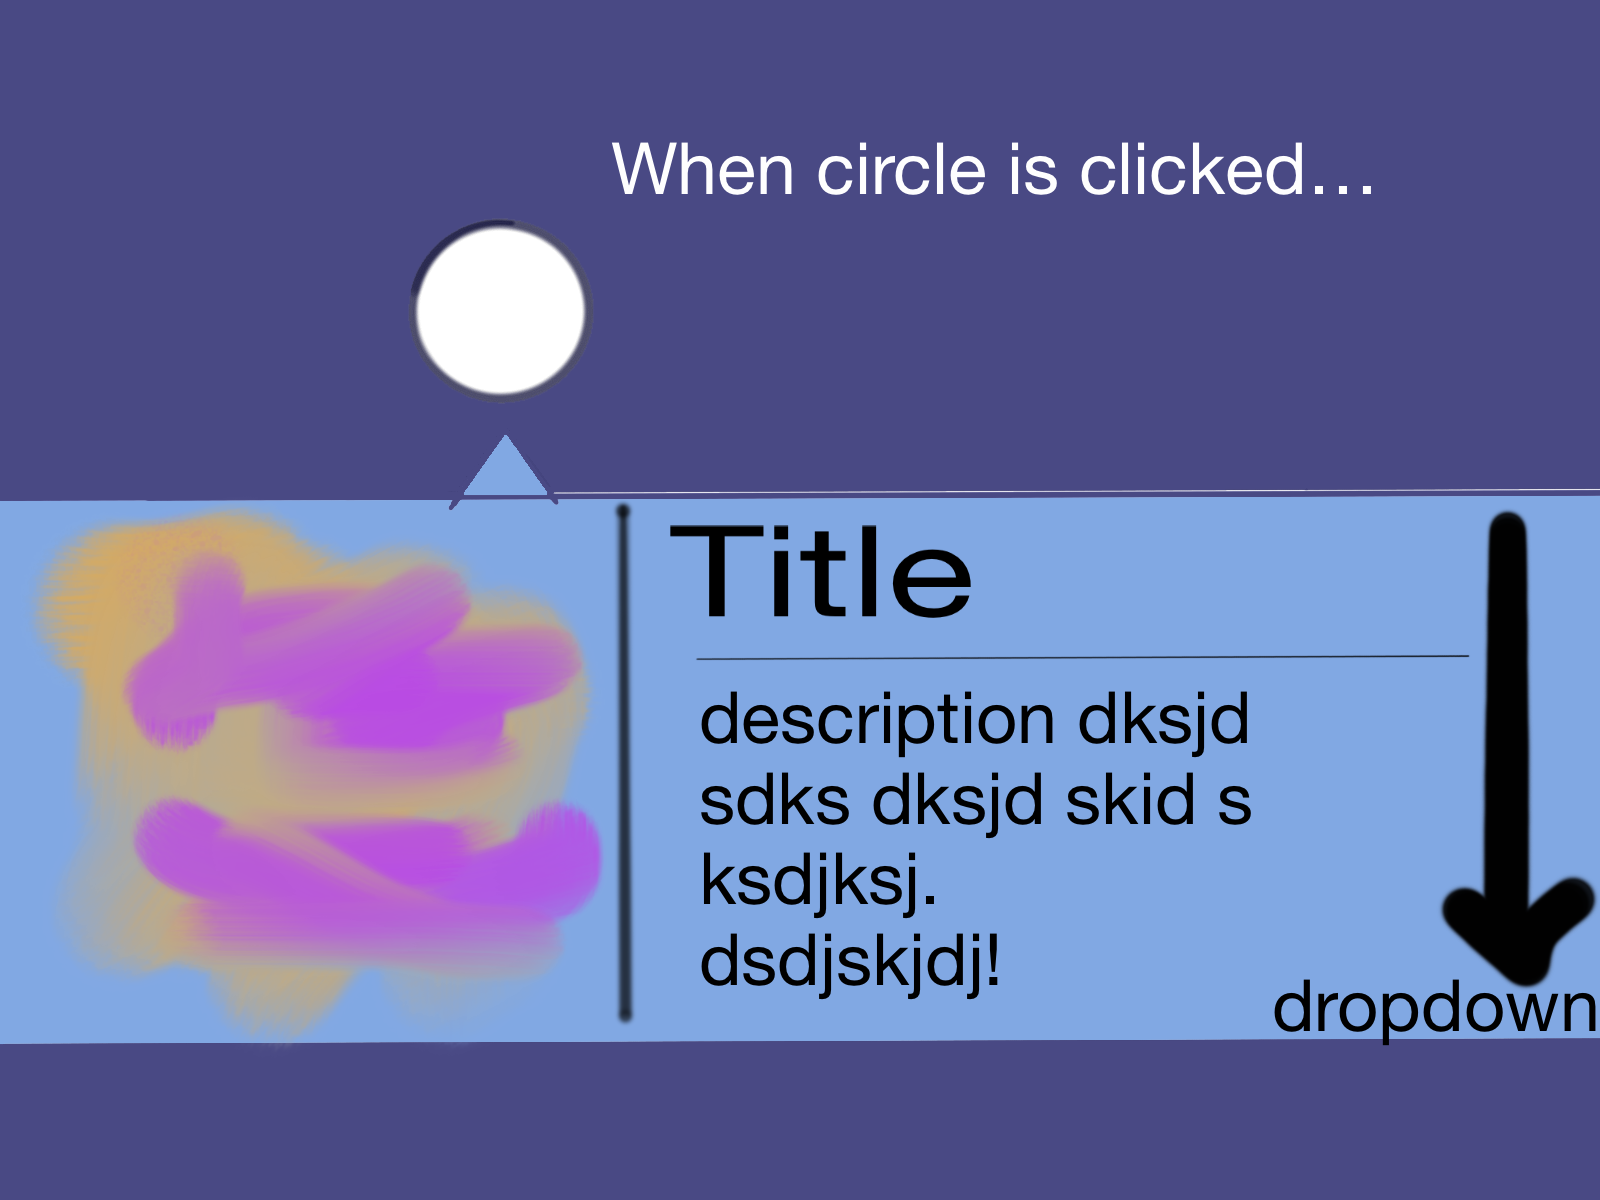 When circle is clicked...
Title
description dksjd
sdks dksjd skid s
ksdjksj.
dsdjskjdj!
dropdown